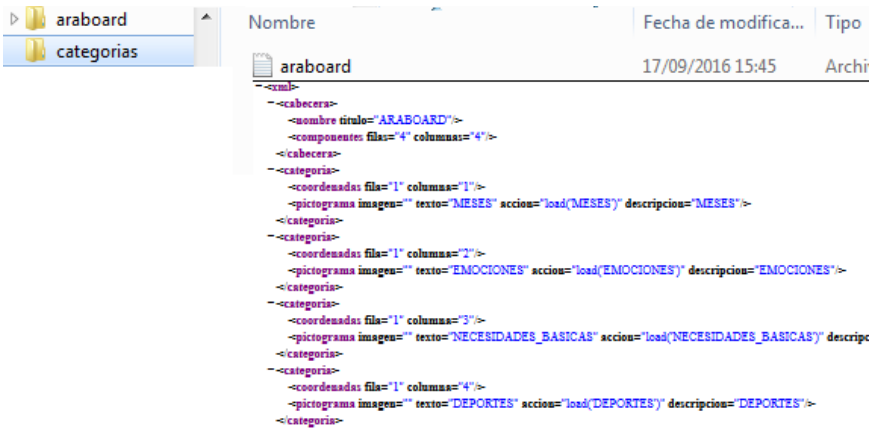 araboard
categorias
Nombre Fecha de modifica... Tipo
araboard 17/09/2016 15:45 Archi
-<xml>
-<cabecera>
<nombre titulo="ARABOARD"/>
<componentes filas="4" columnas="4"/>
</cabecera>
-<categoria>
<coordenadas fila="1" columna="1"/>
<pictograma imagen="" texto="MESES" accion="load('MESES')" descripcion="MESES"/>
</categoria>
-<categoria>
<coordenadas fila="1" columna="2"/>
<pictograma imagen="" texto="EMOCIONES" accion="load('EMOCIONES')" descripcion="EMOCIONES"/>
</categoria>
-<categoria>
<coordenadas fila="1" columna="3"/>
<pictograma imagen="" texto="NECESIDADES_BASICAS" accion="load('NECESIDADES_BASICAS')" descripc
</categoria>
-<categoria>
<coordenadas fila="1" columna="4"/>
<pictograma imagen="" texto="DEPORTES" accion="load('DEPORTES')" descripcion="DEPORTES"/>
</categoria>